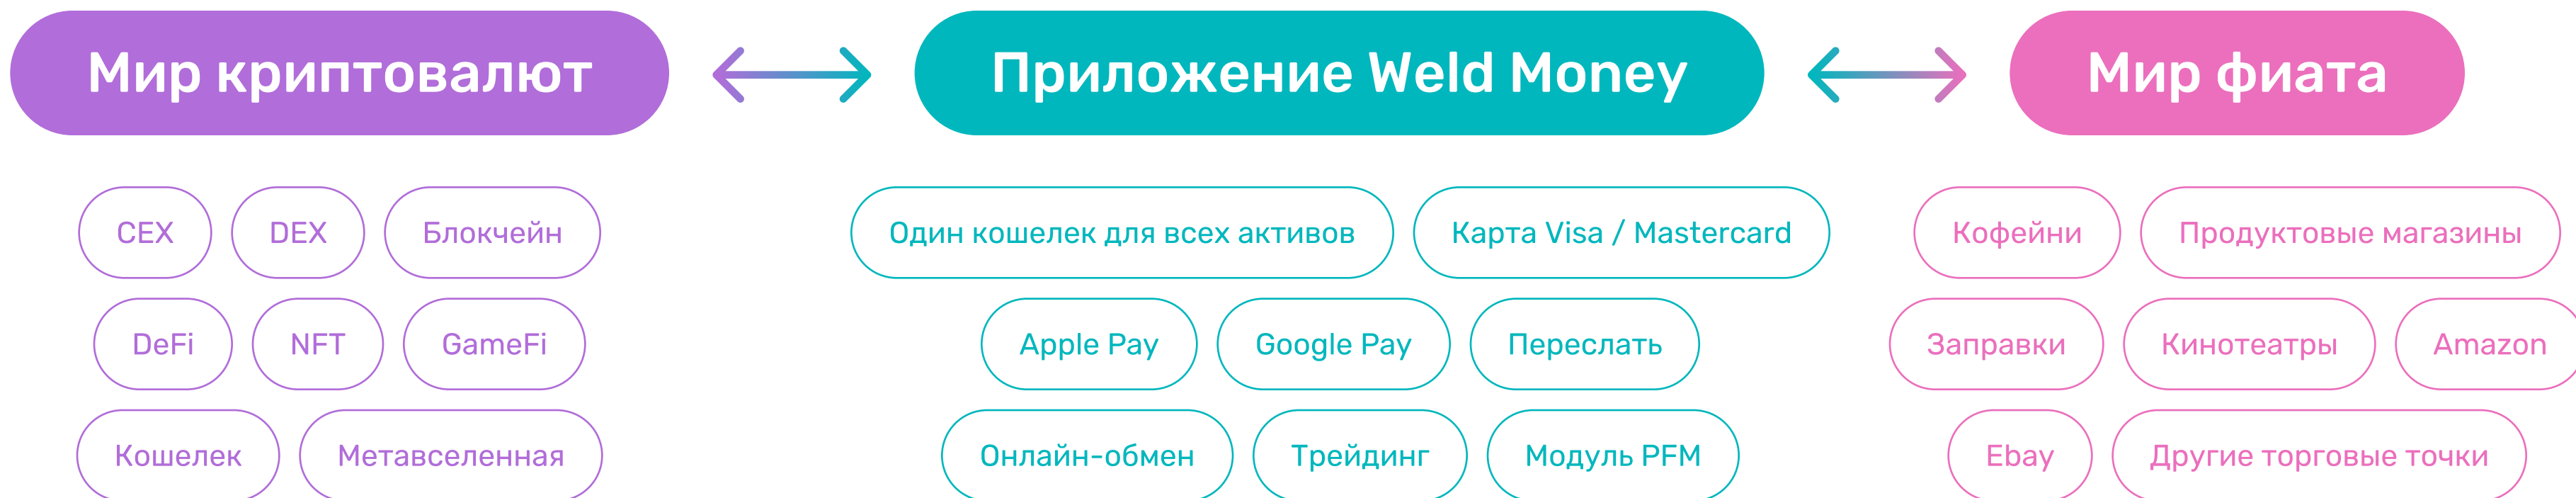 Мир криптовалют
Приложение Weld Money
Мир фиата
CEX
DEX
Блокчейн
DeFi
NFT
GameFi
Кошелек
Метавселенная
Один кошелек для всех активов
Карта Visa / Mastercard
Apple Pay
Google Pay
Переслать
Онлайн-обмен
Трейдинг
Модуль PFM
Кофейни
Продуктовые магазины
Заправки
Кинотеатры
Amazon
Ebay
Другие торговые точки